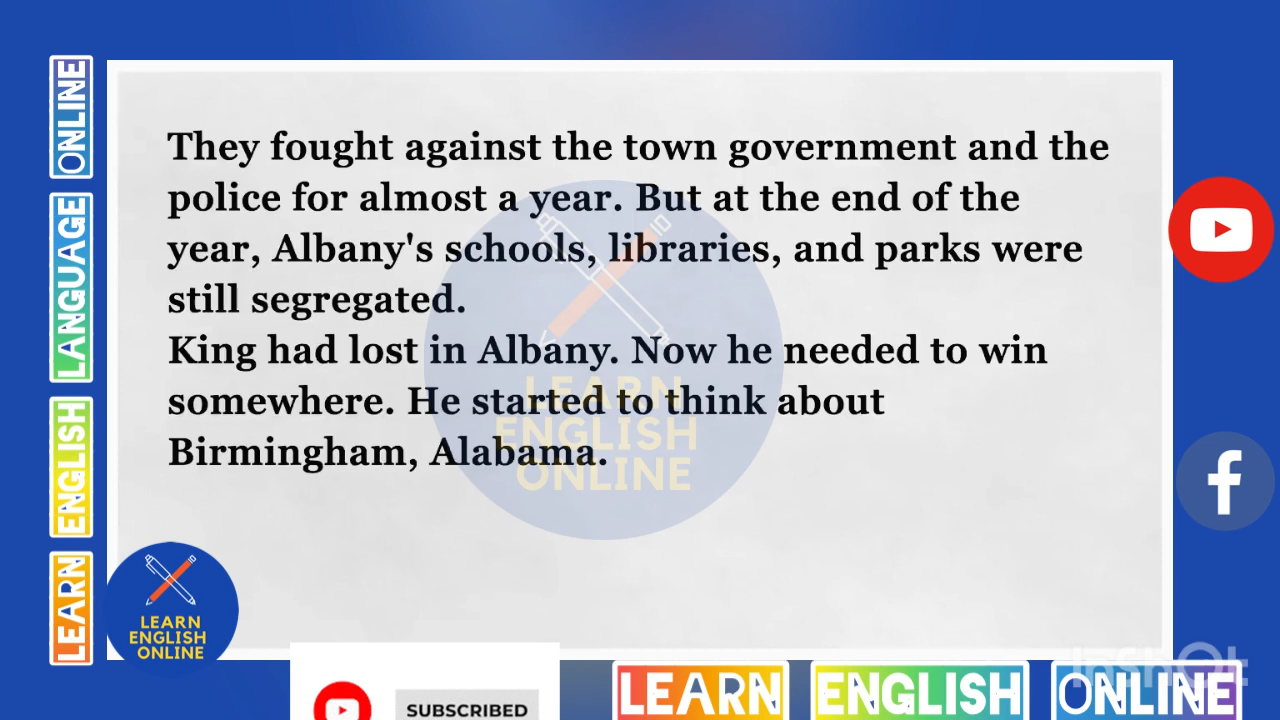 They fought against the town government and the
police for almost a year. But at the end of the
year, Albany's schools, libraries, and parks were
still segregated.
King had lost in Albany. Now he needed to win
somewhere. He started to think about
Birmingham, Alabama.
LEARN
ENGLISH
ONLINE
LEARN ENGLISH LANGUAGE ONLINE
LEARN
ENGLISH
ONLINE
SUBSCRIBED
LEARN ENGLISH ONLINE
InShOt